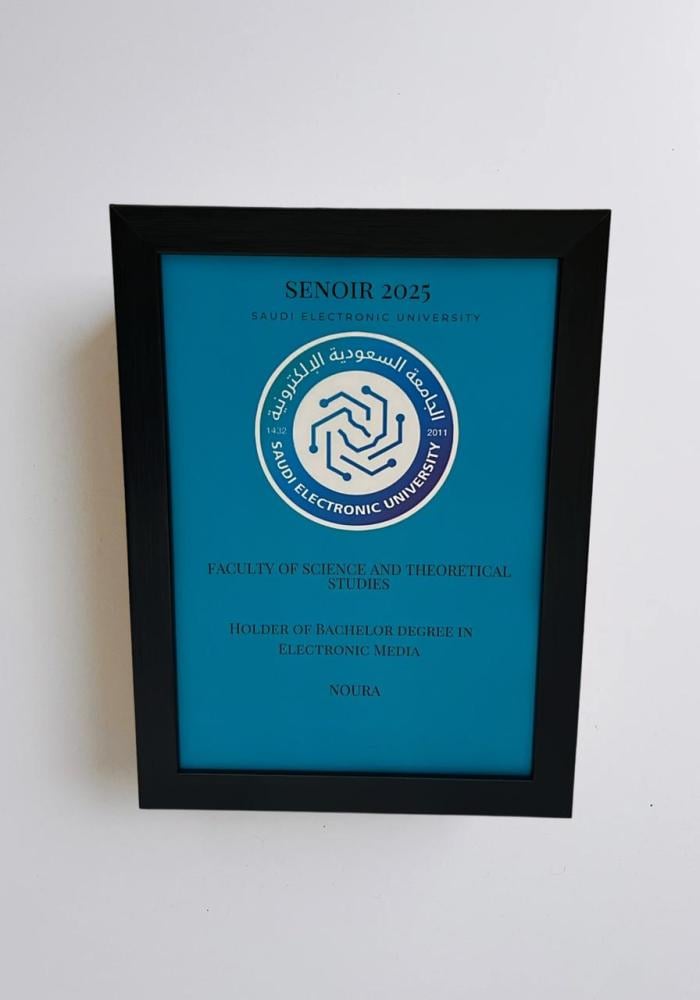 SENOIR 2025
SAUDI ELECTRONIC UNIVERSITY
الجامعة السعودية الإلكترونية
1432 2011
SAUDI ELECTRONIC UNIVERSITY
FACULTY OF SCIENCE AND THEORETICAL
STUDIES
HOLDER OF BACHELOR DEGREE IN
ELECTRONIC MEDIA
NOURA